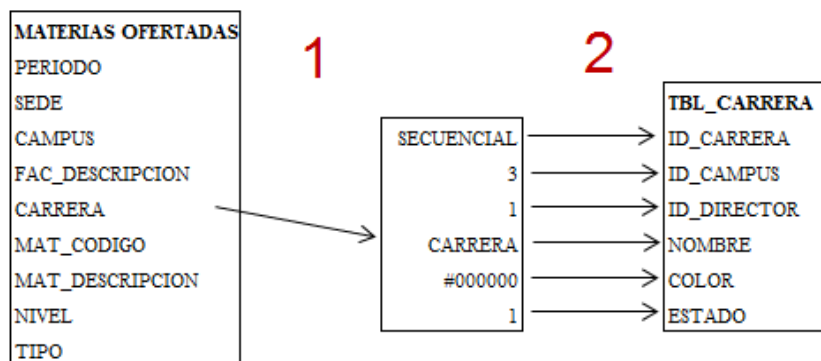 MATERIAS OFERTADAS
PERIODO
SEDE
CAMPUS
FAC_DESCRIPCION
CARRERA
MAT_CODIGO
MAT_DESCRIPCION
NIVEL
TIPO
1
SECUENCIAL
3
1
CARRERA
#000000
1
2
TBL_CARRERA
ID_CARRERA
ID_CAMPUS
ID_DIRECTOR
NOMBRE
COLOR
ESTADO